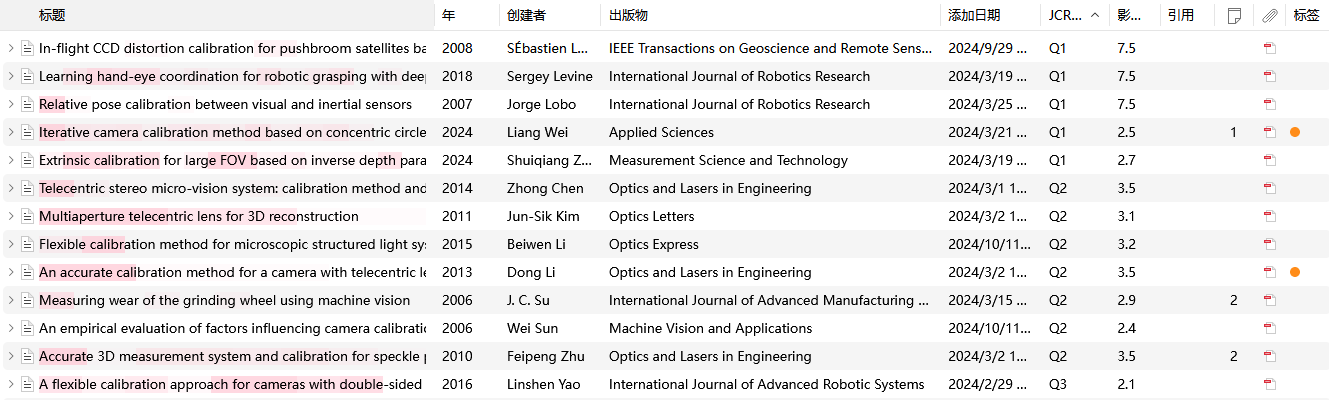 标题 年 创建者 出版物 添加日期 JCR... 影... 引用 标签
In-flight CCD distortion calibration for pushbroom satellites ba 2008 SÉbastien L... IEEE Transactions on Geoscience and Remote Sens... 2024/9/29 ... Q1 7.5
Learning hand-eye coordination for robotic grasping with deep 2018 Sergey Levine International Journal of Robotics Research 2024/3/19 ... Q1 7.5
Relative pose calibration between visual and inertial sensors 2007 Jorge Lobo International Journal of Robotics Research 2024/3/25 ... Q1 7.5
Iterative camera calibration method based on concentric circle 2024 Liang Wei Applied Sciences 2024/3/21 ... Q1 2.5 1
Extrinsic calibration for large FOV based on inverse depth para 2024 Shuiqiang Z... Measurement Science and Technology 2024/3/19 ... Q1 2.7
Telecentric stereo micro-vision system: calibration method and 2014 Zhong Chen Optics and Lasers in Engineering 2024/3/1 1... Q2 3.5
Multiaperture telecentric lens for 3D reconstruction 2011 Jun-Sik Kim Optics Letters 2024/3/2 1... Q2 3.1
Flexible calibration method for microscopic structured light sy 2015 Beiwen Li Optics Express 2024/10/11... Q2 3.2
An accurate calibration method for a camera with telecentric le 2013 Dong Li Optics and Lasers in Engineering 2024/3/2 1... Q2 3.5
Measuring wear of the grinding wheel using machine vision 2006 J. C. Su International Journal of Advanced Manufacturing ... 2024/3/15 ... Q2 2.9 2
An empirical evaluation of factors influencing camera calibrati 2006 Wei Sun Machine Vision and Applications 2024/10/11... Q2 2.4
Accurate 3D measurement system and calibration for speckle p 2010 Feipeng Zhu Optics and Lasers in Engineering 2024/3/2 1... Q2 3.5 2
A flexible calibration approach for cameras with double-sided 2016 Linshen Yao International Journal of Advanced Robotic Systems 2024/2/29 ... Q3 2.1